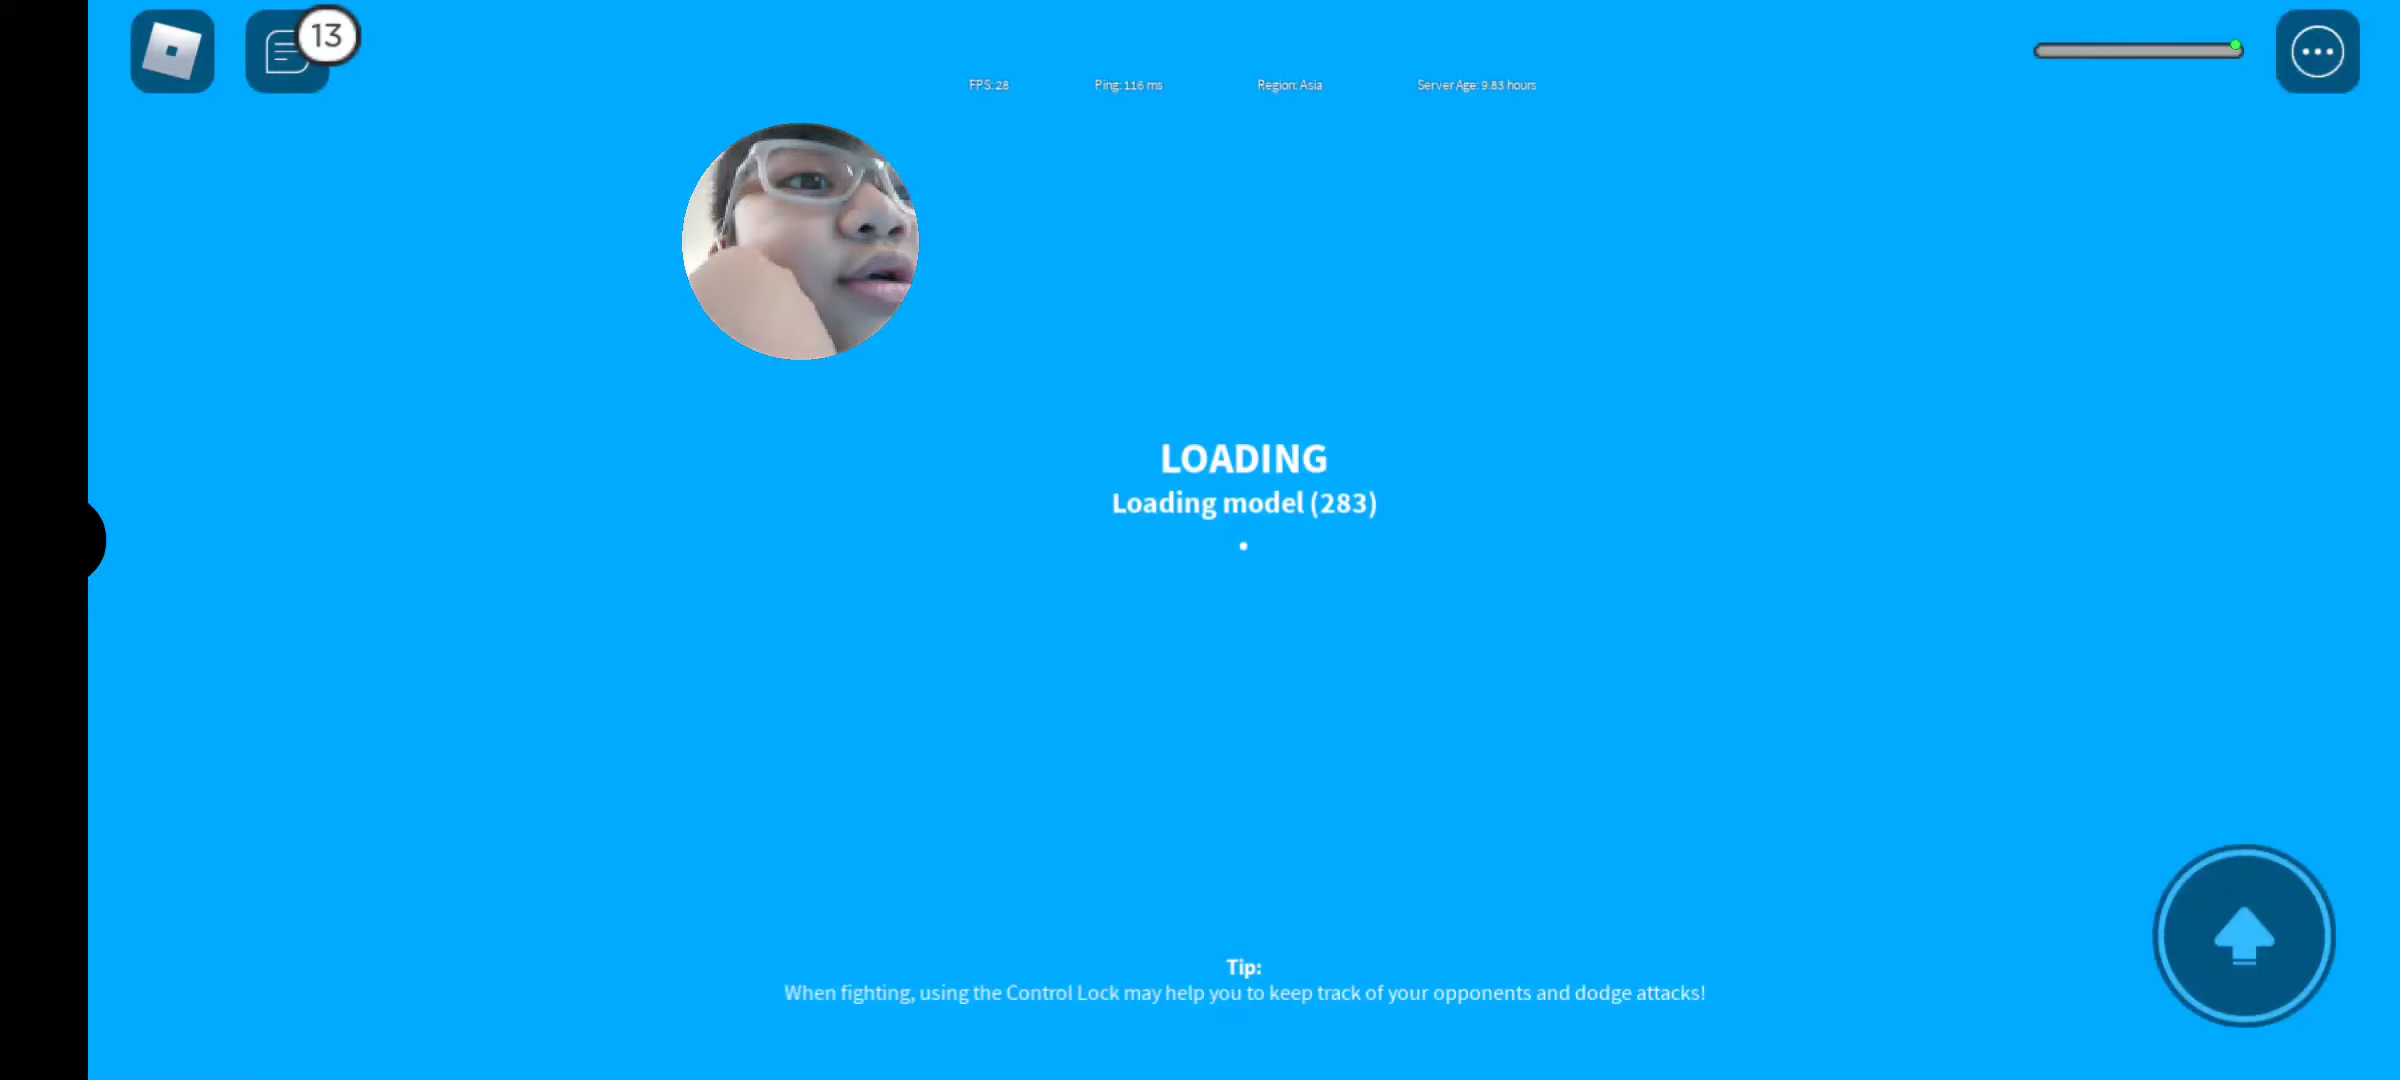 13
FPS: 28 Ping: 116 ms Region: Asia Server Age: 9.83 hours
LOADING
Loading model (283)
Tip:
When fighting, using the Control Lock may help you to keep track of your opponents and dodge attacks!